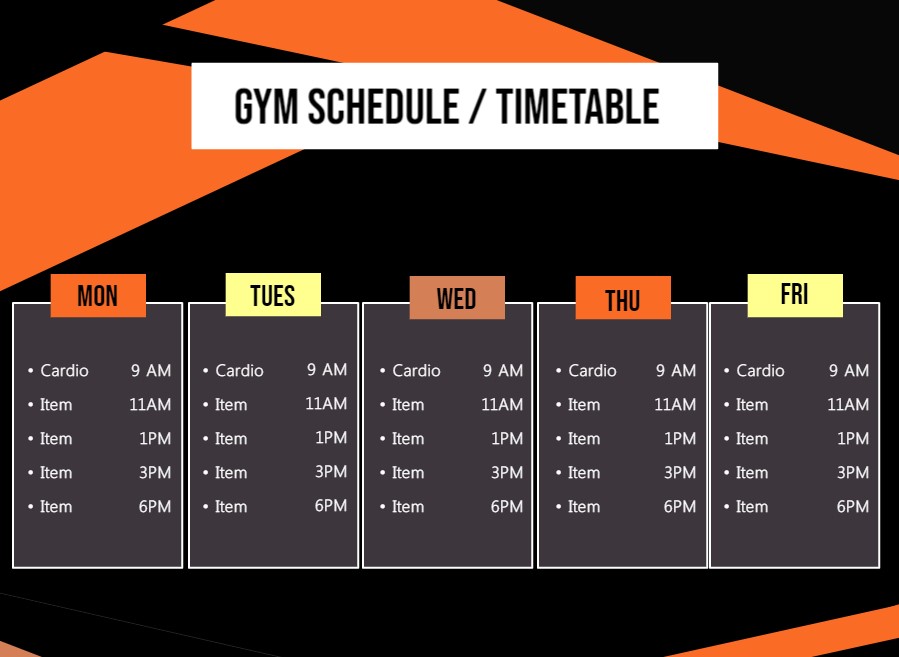 GYM SCHEDULE / TIMETABLE
MON
• Cardio 9 AM
• Item 11AM
• Item 1PM
• Item 3PM
• Item 6PM
TUES
• Cardio 9 AM
• Item 11AM
• Item 1PM
• Item 3PM
• Item 6PM
WED
• Cardio 9 AM
• Item 11AM
• Item 1PM
• Item 3PM
• Item 6PM
THU
• Cardio 9 AM
• Item 11AM
• Item 1PM
• Item 3PM
• Item 6PM
FRI
• Cardio 9 AM
• Item 11AM
• Item 1PM
• Item 3PM
• Item 6PM